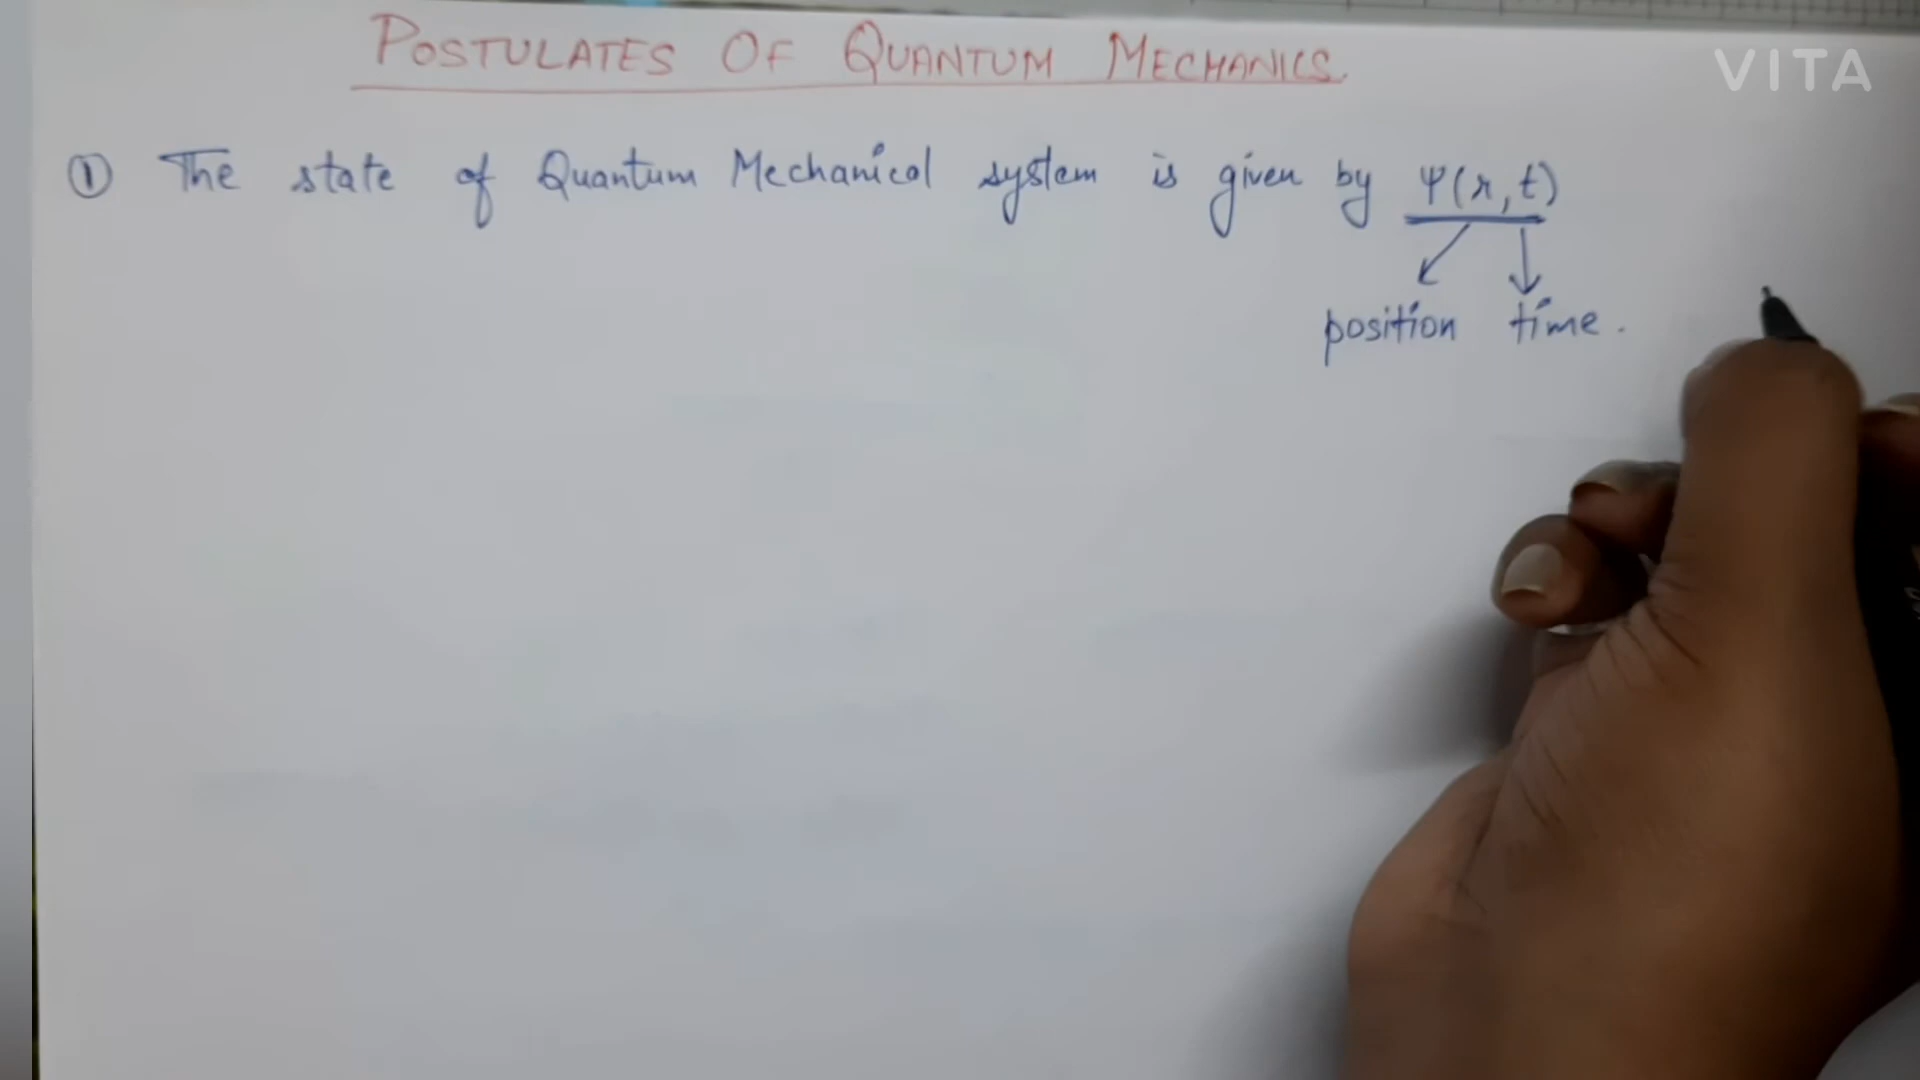 POSTULATES OF QUANTUM MECHANICS.
VITA
① The state of Quantum Mechanical system is given by Ψ(r, t)
position time.